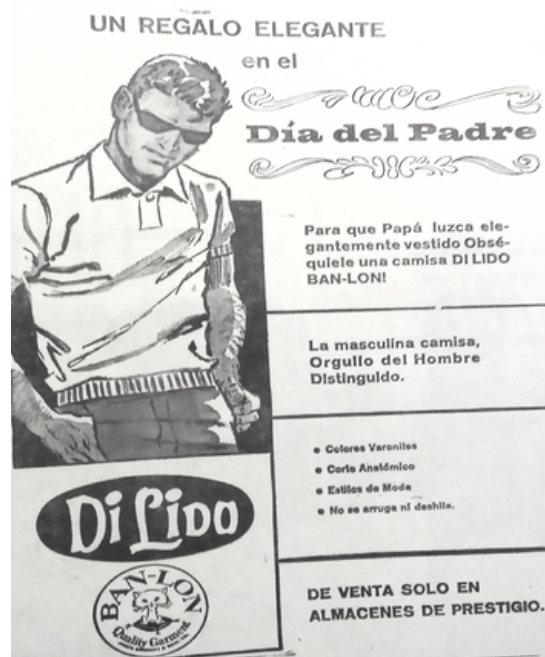 UN REGALO ELEGANTE
en el
Día del Padre
Para que Papá luzca ele-
gantemente vestido Obsé-
quiele una camisa DI LIDO
BAN-LON!
La masculina camisa,
Orgullo del Hombre
Distinguido.
• Colores Varoniles
• Corte Anatómico
• Estilos de Moda
• No se arruga ni deshila.
Di LiDO
BAN-LON
Quality Garment
DE VENTA SOLO EN
ALMACENES DE PRESTIGIO.